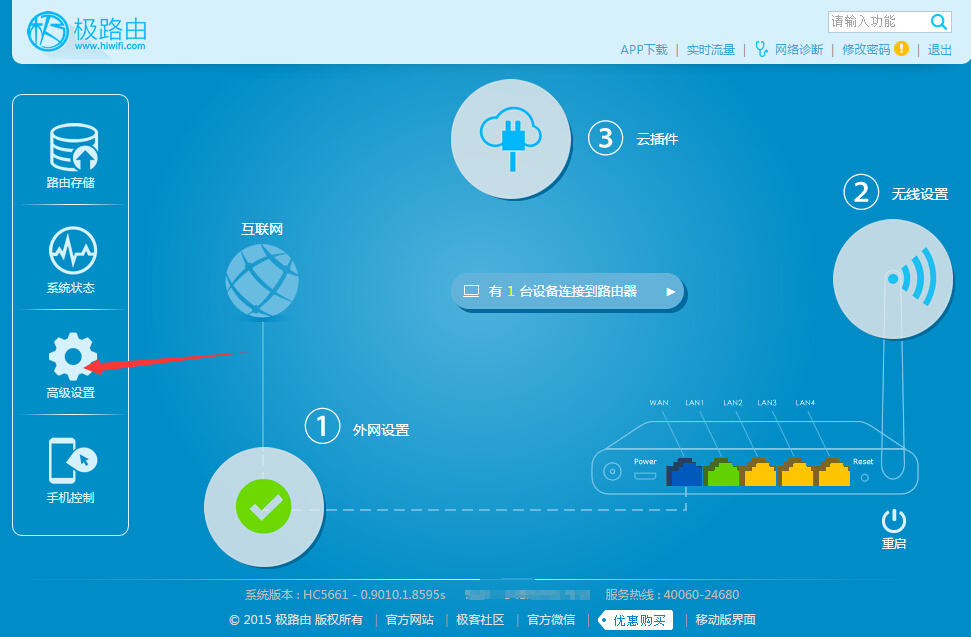 极路由
www.hiwifi.com
请输入功能
APP下载 | 实时流量 | 网络诊断 | 修改密码 ! | 退出
3 云插件
路由存储
2 无线设置
互联网
系统状态
有 1 台设备连接到路由器
高级设置
WAN LAN1 LAN2 LAN3 LAN4
1 外网设置
Power
Reset
手机控制
重启
系统版本 : HC5661 - 0.9010.1.8595s
服务热线 : 40060-24680
© 2015 极路由 版权所有 | 官方网站 | 极客社区 | 官方微信 | 优惠购买 | 移动版界面